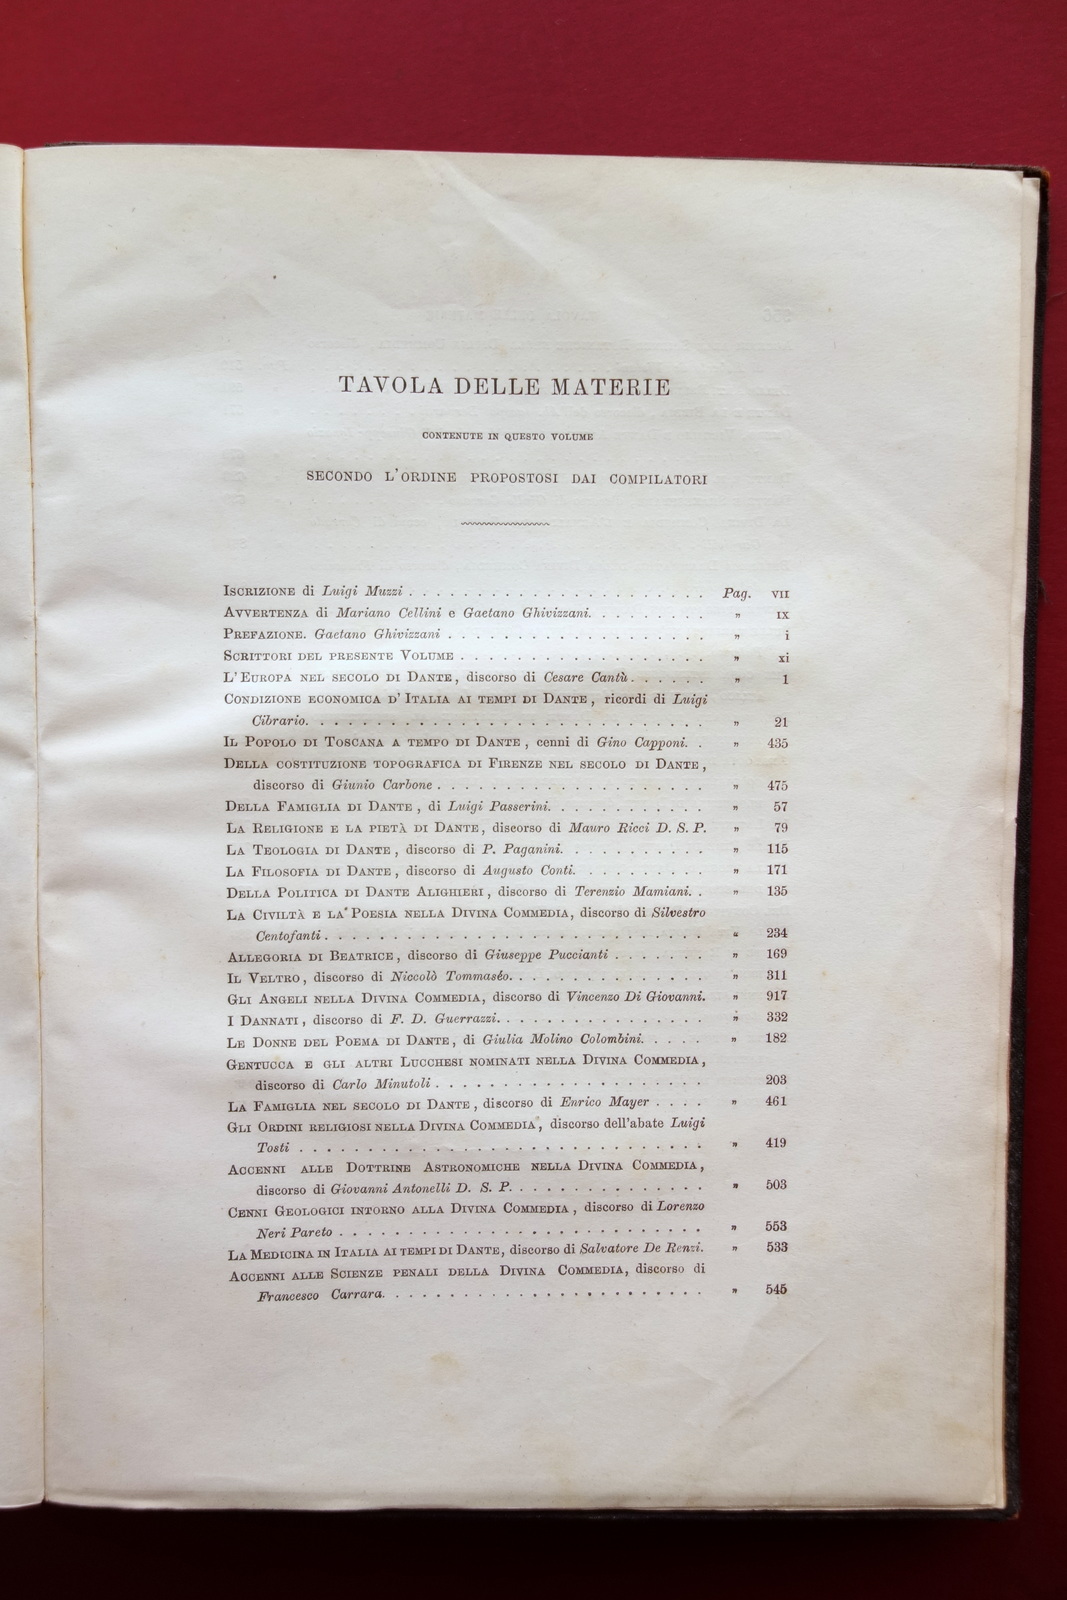 TAVOLA DELLE MATERIE
CONTENUTE IN QUESTO VOLUME
SECONDO L'ORDINE PROPOSTOSI DAI COMPILATORI
ISCRIZIONE di Luigi Muzzi . . . . . . . . . . . . . . . . . . . . . Pag. VII
AVVERTENZA di Mariano Cellini e Gaetano Ghivizzani. . . . . . . . „ IX
PREFAZIONE. Gaetano Ghivizzani . . . . . . . . . . . . . . . . . . „ i
SCRITTORI DEL PRESENTE VOLUME . . . . . . . . . . . . . . . . . „ xi
L'EUROPA NEL SECOLO DI DANTE, discorso di Cesare Cantù. . . . . . „ 1
CONDIZIONE ECONOMICA D'ITALIA AI TEMPI DI DANTE, ricordi di Luigi
Cibrario. . . . . . . . . . . . . . . . . . . . . . . . . . . . „ 21
IL POPOLO DI TOSCANA A TEMPO DI DANTE, cenni di Gino Capponi. . „ 435
DELLA COSTITUZIONE TOPOGRAFICA DI FIRENZE NEL SECOLO DI DANTE,
discorso di Giunio Carbone . . . . . . . . . . . . . . . . . . „ 475
DELLA FAMIGLIA DI DANTE, di Luigi Passerini. . . . . . . . . . . „ 57
LA RELIGIONE E LA PIETÀ DI DANTE, discorso di Mauro Ricci D. S. P. „ 79
LA TEOLOGIA DI DANTE, discorso di P. Paganini. . . . . . . . . . „ 115
LA FILOSOFIA DI DANTE, discorso di Augusto Conti. . . . . . . . . „ 171
DELLA POLITICA DI DANTE ALIGHIERI, discorso di Terenzio Mamiani. . „ 135
LA CIVILTÀ E LA POESIA NELLA DIVINA COMMEDIA, discorso di Silvestro
Centofanti . . . . . . . . . . . . . . . . . . . . . . . . . . . “ 234
ALLEGORIA DI BEATRICE, discorso di Giuseppe Puccianti . . . . . . . „ 169
IL VELTRO, discorso di Niccolò Tommaséo. . . . . . . . . . . . . . „ 311
GLI ANGELI NELLA DIVINA COMMEDIA, discorso di Vincenzo Di Giovanni. „ 917
I DANNATI, discorso di F. D. Guerrazzi. . . . . . . . . . . . . . . „ 332
LE DONNE DEL POEMA DI DANTE, di Giulia Molino Colombini. . . . . „ 182
GENTUCCA E GLI ALTRI LUCCHESI NOMINATI NELLA DIVINA COMMEDIA,
discorso di Carlo Minutoli . . . . . . . . . . . . . . . . . . . 203
LA FAMIGLIA NEL SECOLO DI DANTE, discorso di Enrico Mayer . . . . „ 461
GLI ORDINI RELIGIOSI NELLA DIVINA COMMEDIA, discorso dell'abate Luigi
Tosti . . . . . . . . . . . . . . . . . . . . . . . . . . . . . „ 419
ACCENNI ALLE DOTTRINE ASTRONOMICHE NELLA DIVINA COMMEDIA,
discorso di Giovanni Antonelli D. S. P. . . . . . . . . . . . . . . „ 503
CENNI GEOLOGICI INTORNO ALLA DIVINA COMMEDIA, discorso di Lorenzo
Neri Pareto . . . . . . . . . . . . . . . . . . . . . . . . . . „ 553
LA MEDICINA IN ITALIA AI TEMPI DI DANTE, discorso di Salvatore De Renzi. „ 533
ACCENNI ALLE SCIENZE PENALI DELLA DIVINA COMMEDIA, discorso di
Francesco Carrara. . . . . . . . . . . . . . . . . . . . . . . „ 545